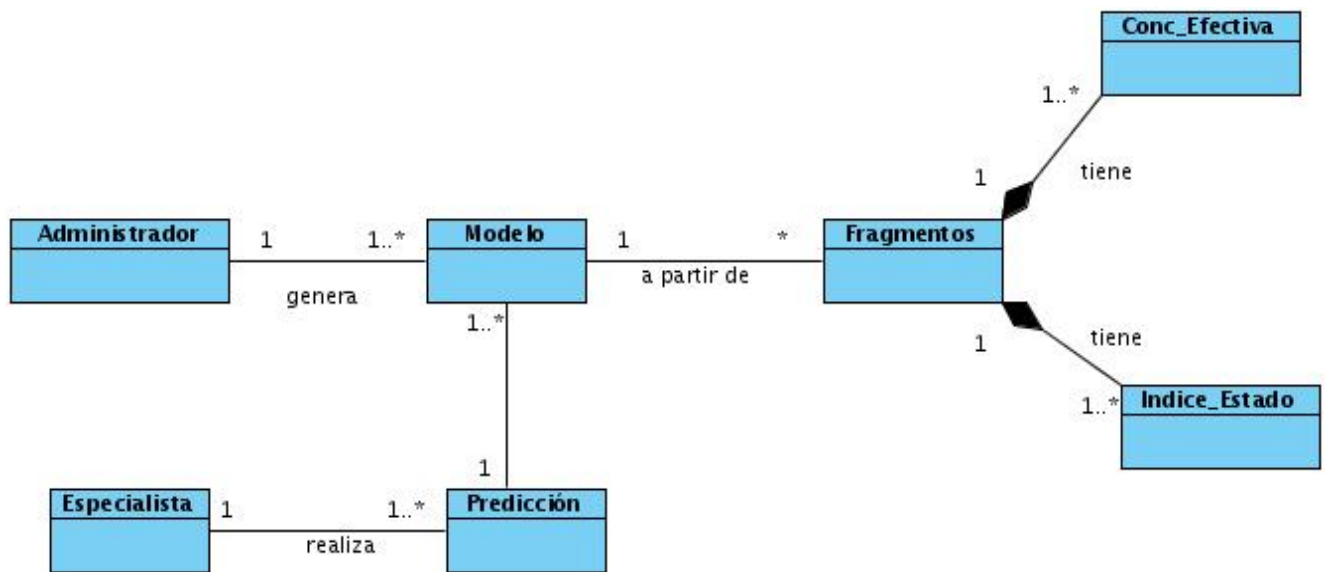 Conc_Efectiva
1..*
1
tiene
Administrador
1
1..*
genera
Modelo
1
*
a partir de
Fragmentos
1..*
1
tiene
1..*
Indice_Estado
1
Especialista
1
1..*
realiza
Predicción